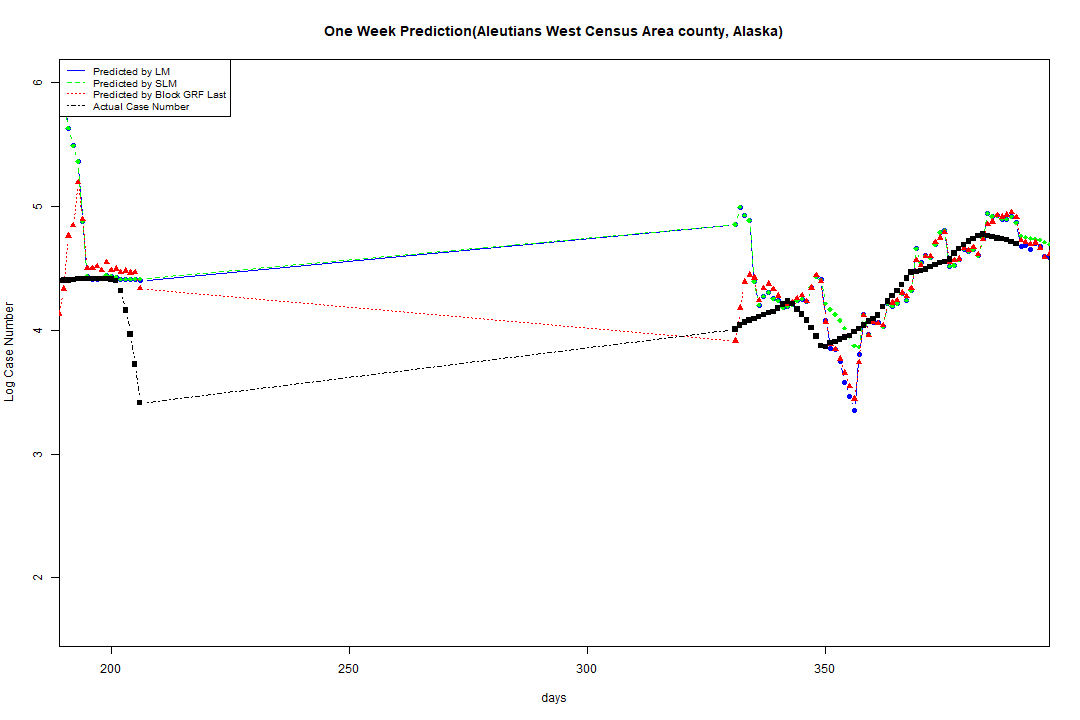 One Week Prediction(Aleutians West Census Area county, Alaska)
Predicted by LM
Predicted by SLM
Predicted by Block GRF Last
Actual Case Number
Log Case Number
6
5
4
3
2
200 250 300 350
days